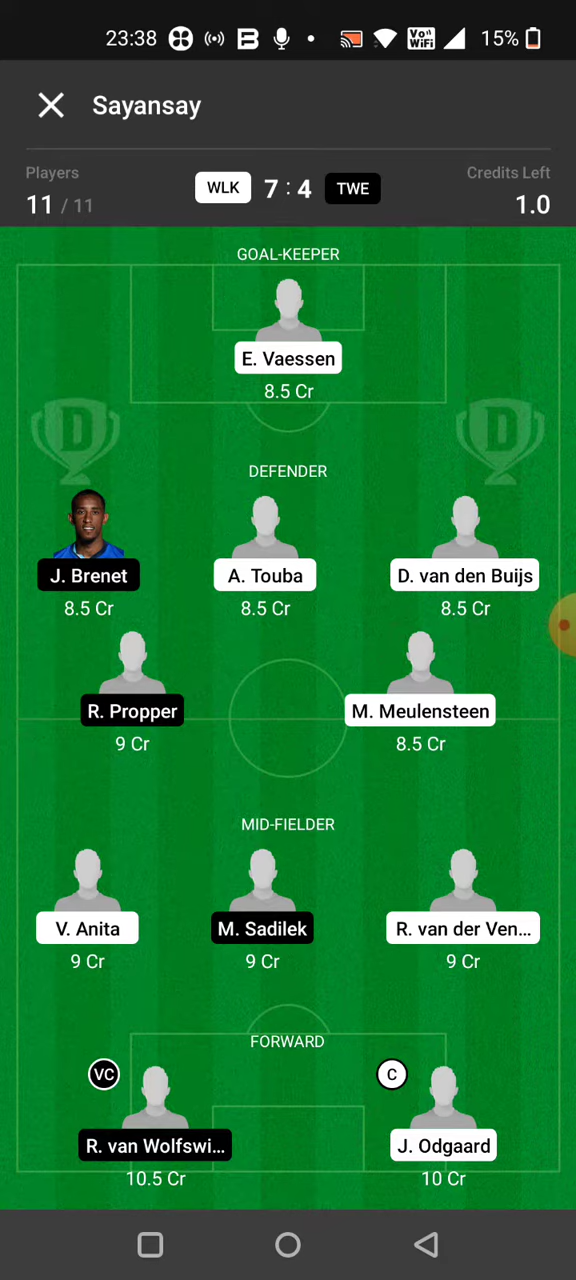 23:38
Vo"
WiFi
15%
Sayansay
Players
11 / 11
WLK 7 : 4 TWE
Credits Left
1.0
GOAL-KEEPER
E. Vaessen
8.5 Cr
D
D
DEFENDER
J. Brenet
8.5 Cr
A. Touba
8.5 Cr
D. van den Buijs
8.5 Cr
R. Propper
9 Cr
M. Meulensteen
8.5 Cr
MID-FIELDER
V. Anita
9 Cr
M. Sadilek
9 Cr
R. van der Ven...
9 Cr
FORWARD
VC
R. van Wolfswi...
10.5 Cr
C
J. Odgaard
10 Cr